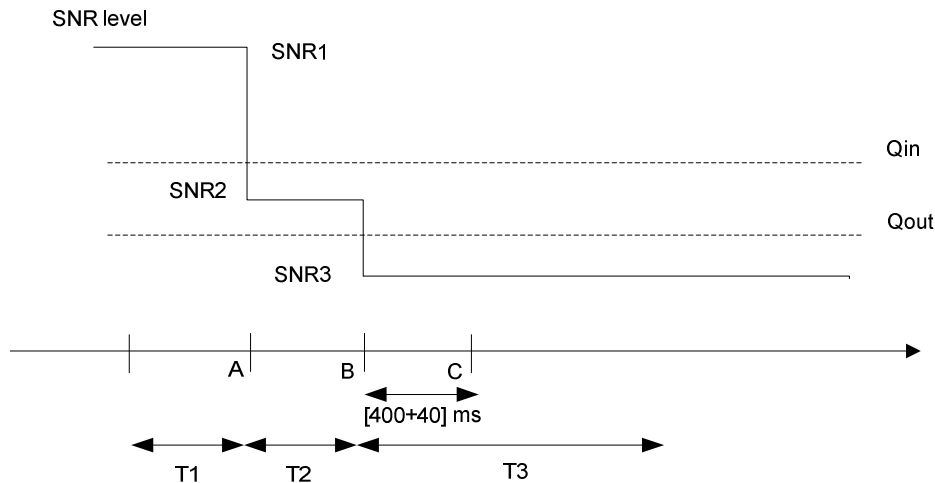 SNR level
SNR1
Qin
SNR2
Qout
SNR3
A B C
[400+40] ms
T1 T2 T3